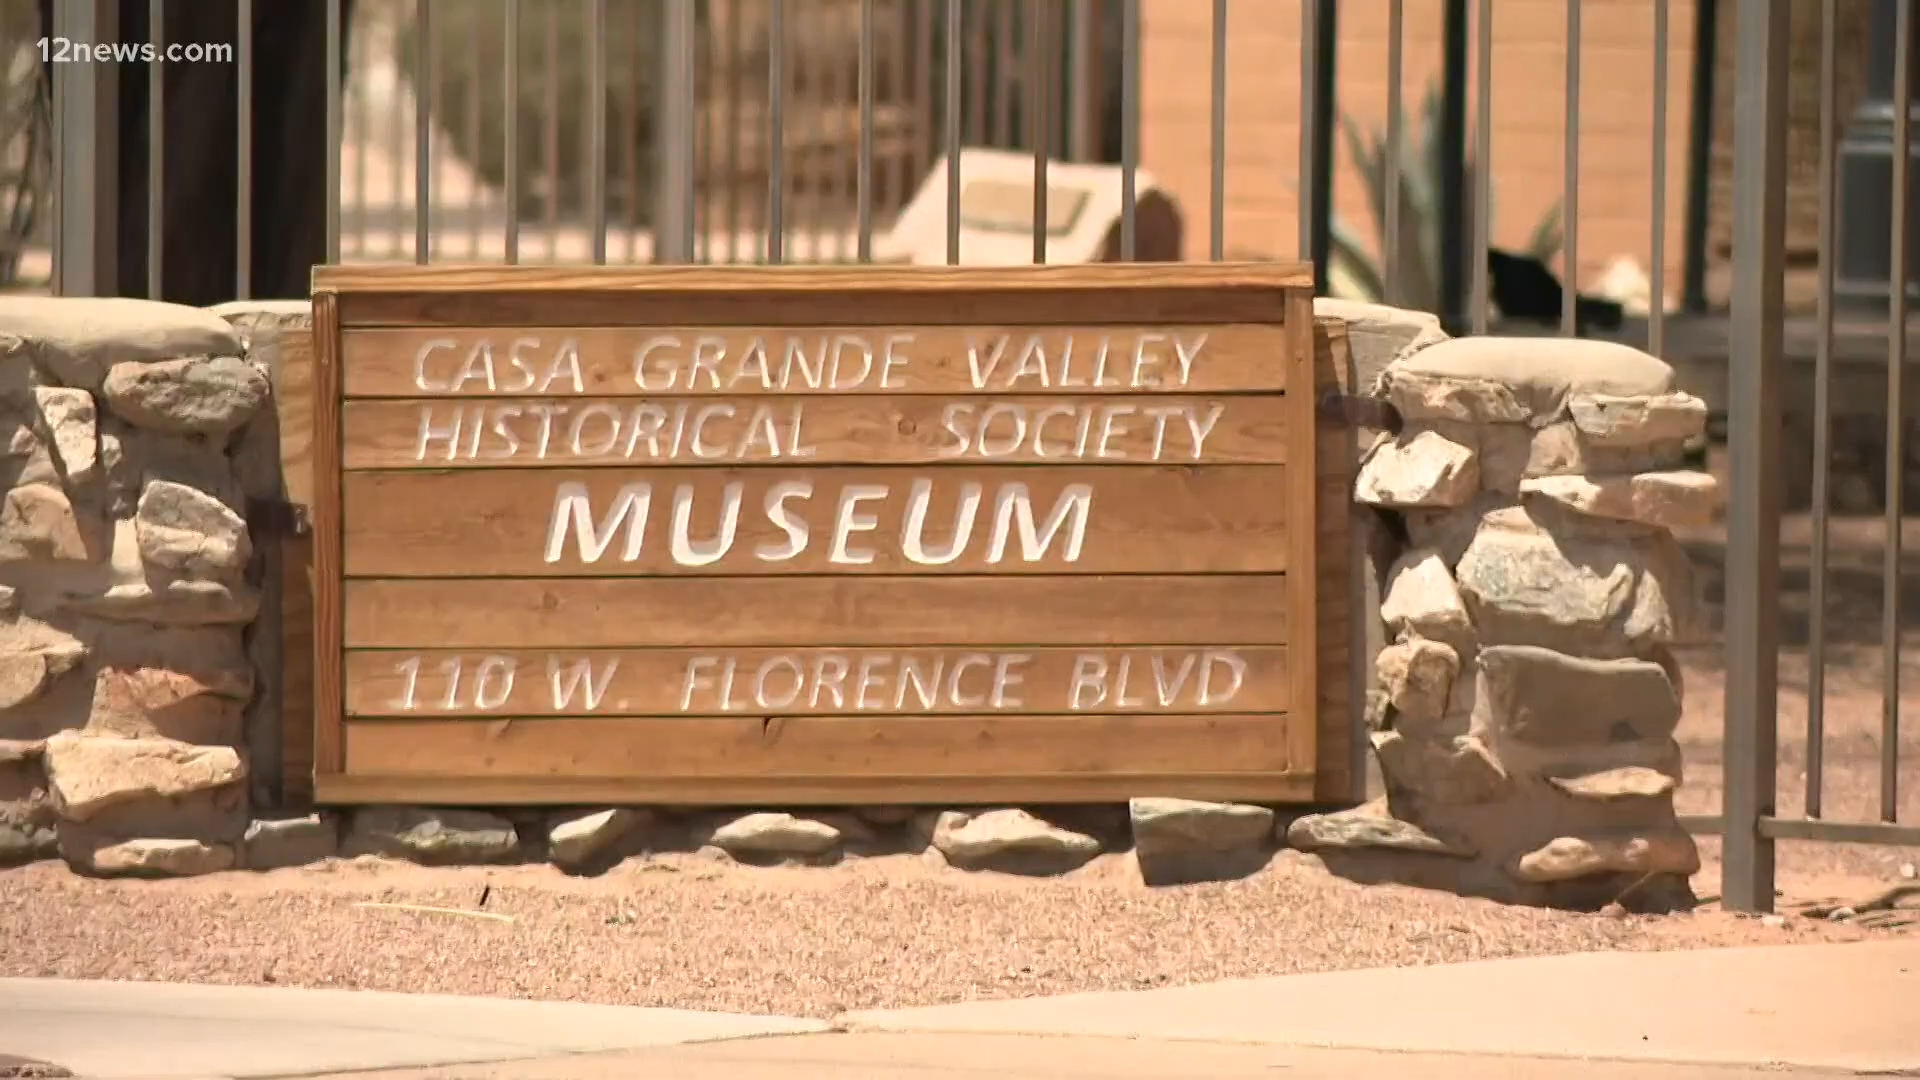 12news.com
CASA GRANDE VALLEY
HISTORICAL SOCIETY
MUSEUM
110 W. FLORENCE BLVD